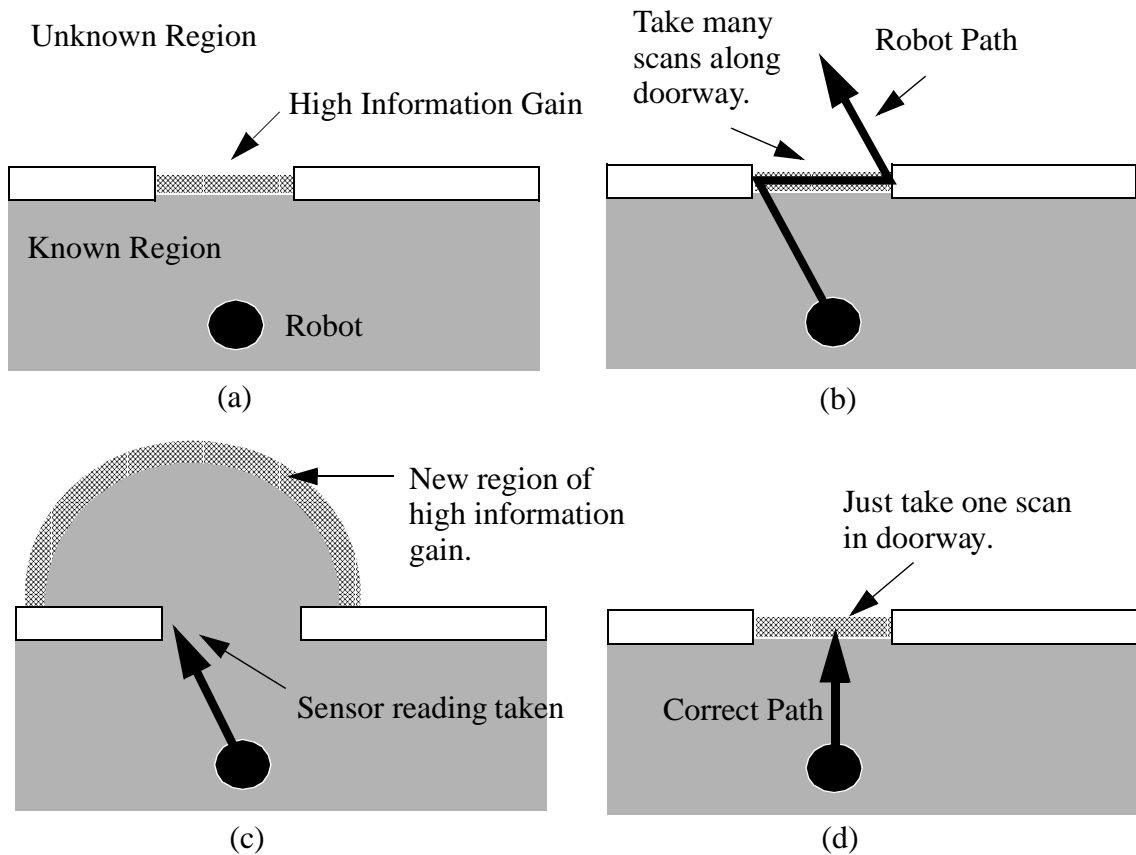 Unknown Region
High Information Gain
Known Region
Robot
(a)
Take many
scans along
doorway.
Robot Path
(b)
New region of
high information
gain.
Sensor reading taken
(c)
Just take one scan
in doorway.
Correct Path
(d)